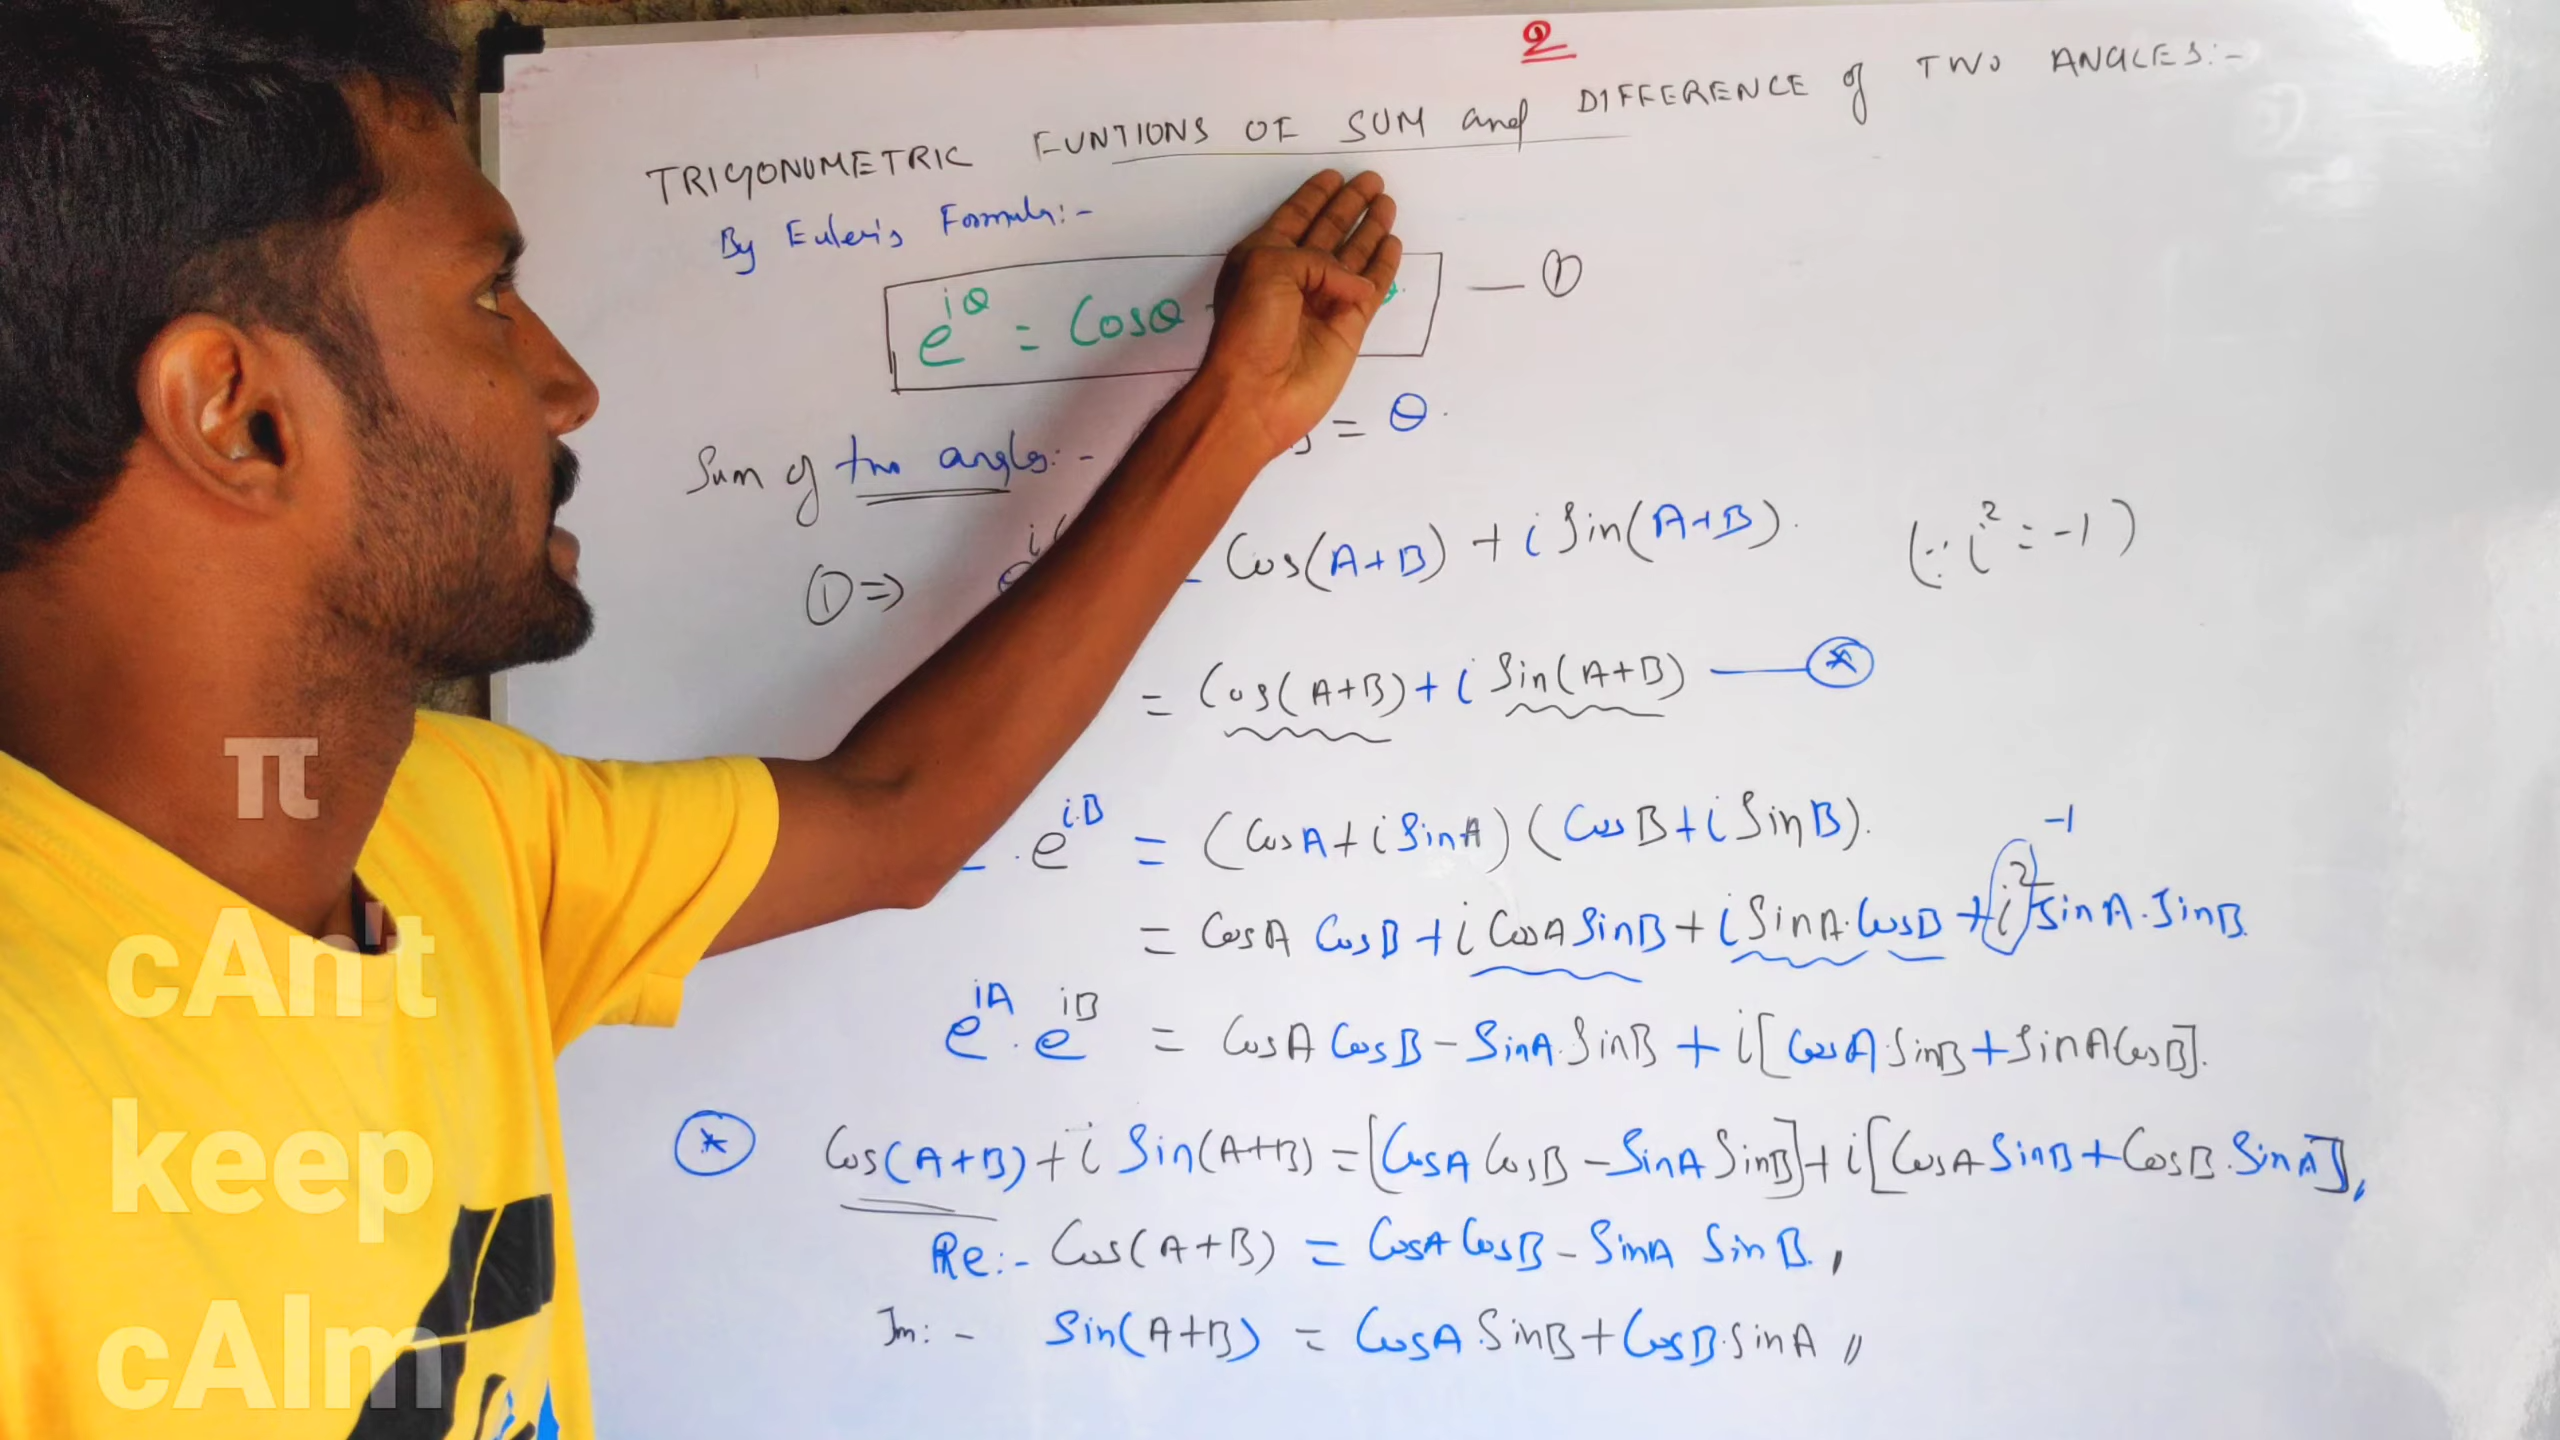 2
TRIGONOMETRIC FUNTIONS OF SUM and DIFFERENCE of TWO ANGLES:-
By Euler's Formula:-
e^{iθ} = Cosθ — ①
Sum of two angles:- = θ.
①⇒ Cos(A+B) + i Sin(A+B). (∵ i² = -1)
= Cos(A+B) + i Sin(A+B) — ⊛
. e^{i.B} = (CosA + i SinA) (CosB + i SinB).
-1
= CosA CosB + i CosA SinB + i SinA. CosB + i² SinA. SinB.
e^{iA} . e^{iB} = CosA CosB - SinA. SinB + i[CosA. SinB + SinA CosB].
⊛ Cos(A+B) + i Sin(A+B) = [CosA CosB - SinA SinB] + i[CosA SinB + CosB. SinA],
Re:- Cos(A+B) = CosA CosB - SinA SinB. ,
Im:- Sin(A+B) = CosA. SinB + CosB. SinA //
π
cAn't
keep
cAlm